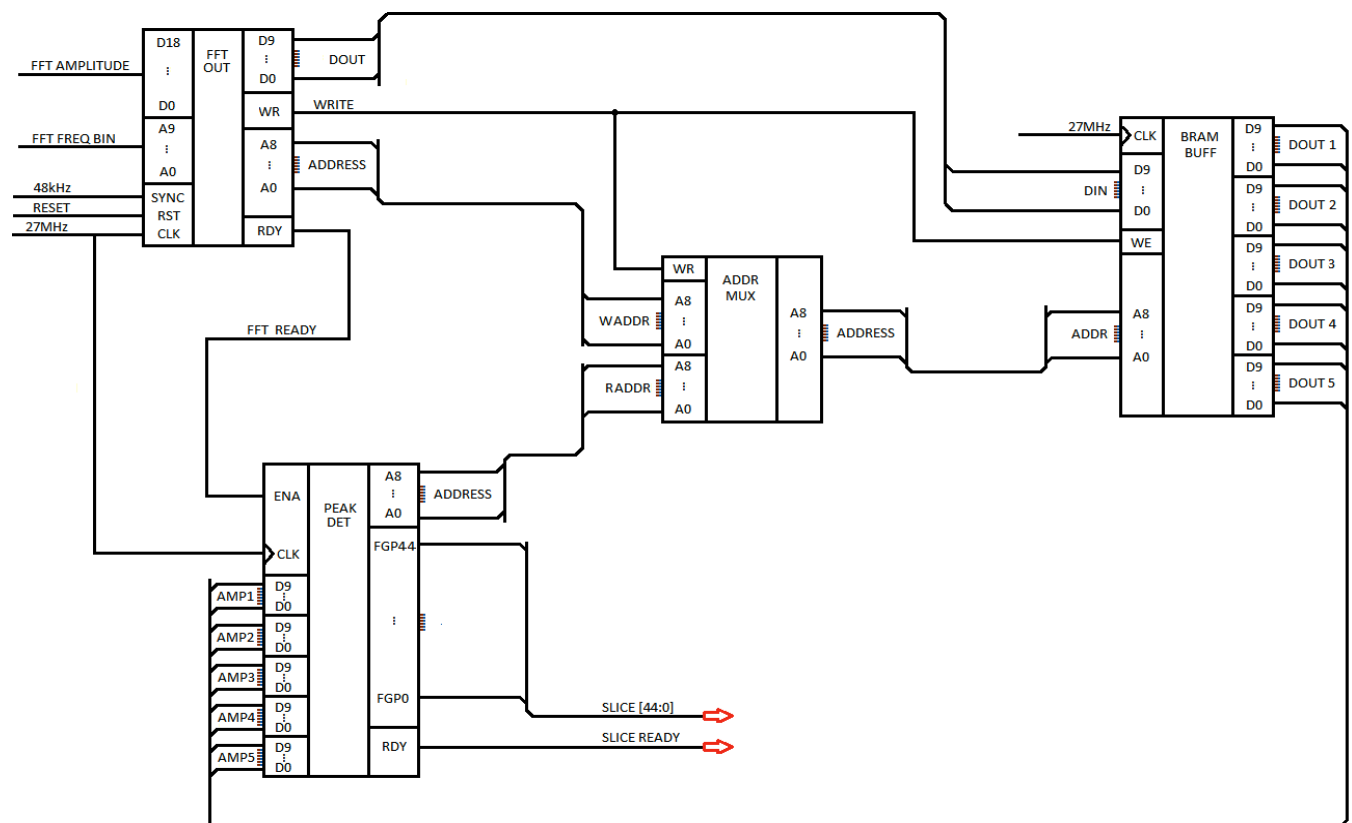 D18
FFT
OUT
D9
D0
DOUT
FFT AMPLITUDE
D0
WR
WRITE
FFT FREQ BIN
A9
A0
A8
A0
ADDRESS
48kHz
SYNC
RESET
RST
27MHz
CLK
RDY
FFT READY
27MHz
CLK
BRAM
BUFF
D9
D0
DOUT 1
DIN
D9
D0
D9
D0
DOUT 2
WE
D9
D0
DOUT 3
ADDR
A8
A0
D9
D0
DOUT 4
D9
D0
DOUT 5
WR
ADDR
MUX
A8
A0
ADDRESS
WADDR
A8
A0
RADDR
A8
A0
ENA
PEAK
DET
A8
A0
ADDRESS
CLK
FGP44
AMP1
D9
D0
AMP2
D9
D0
AMP3
D9
D0
AMP4
D9
D0
AMP5
D9
D0
FGP0
SLICE [44:0]
RDY
SLICE READY